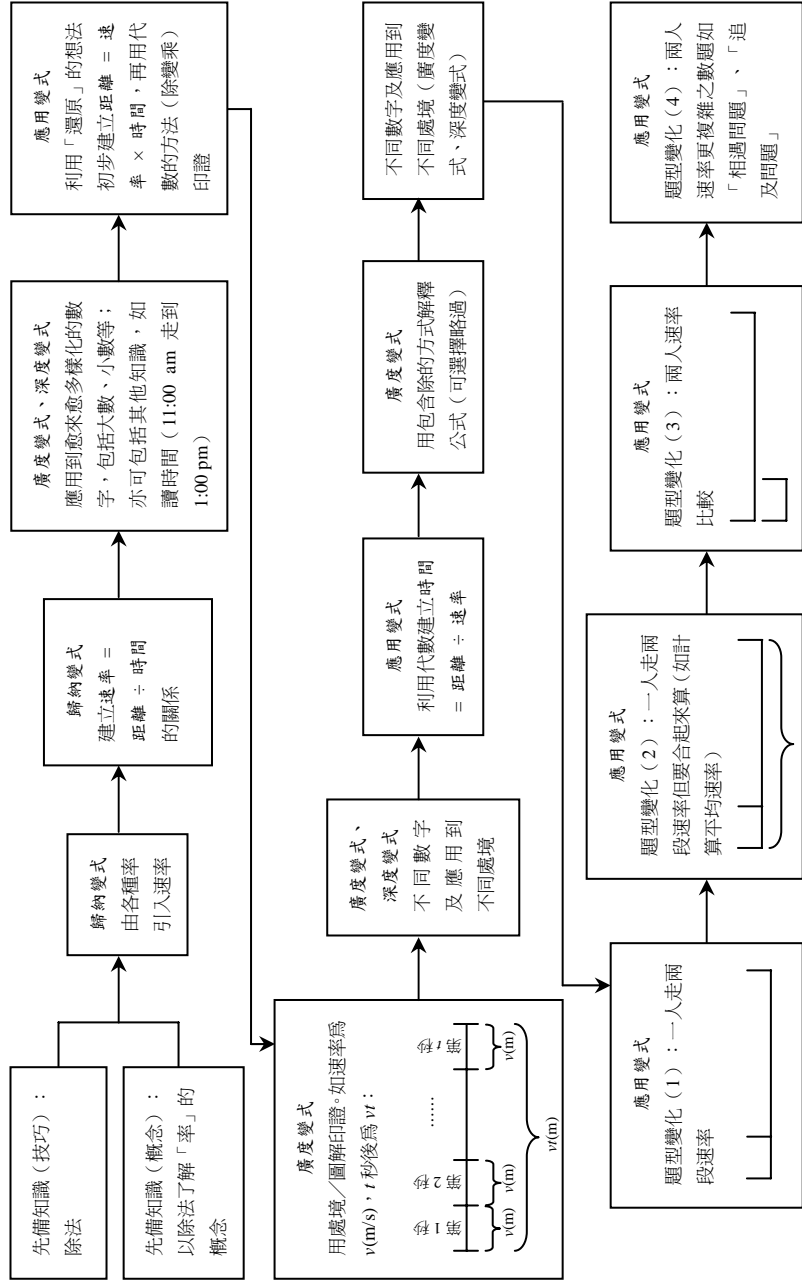 先備知識（技巧）：
除法
先備知識（概念）：
以除法了解「率」的
概念
歸納變式
由各種率
引入速率
歸納變式
建立速率 =
距離 ÷ 時間
的關係
廣度變式、深度變式
應用到愈來愈多樣化的數
字，包括大數、小數等；
亦可包括其他知識，如
讀時間（11:00 am 走到
1:00 pm）
應用變式
利用「還原」的想法
初步建立距離 = 速
率 × 時間，再用代
數的方法（除變乘）
印證
廣度變式
用處境／圖解印證。如速率為
v(m/s)，t 秒後為 vt：
第 1 秒 第 2 秒 …… 第 t 秒
v(m) v(m) v(m)
vt(m)
廣度變式、
深度變式
不同數字
及應用到
不同處境
應用變式
利用代數建立時間
= 距離 ÷ 速率
廣度變式
用包含除的方式解釋
公式（可選擇略過）
不同數字及應用到
不同處境（廣度變
式、深度變式）
應用變式
題型變化（1）：一人走兩
段速率
應用變式
題型變化（2）：一人走兩
段速率但要合起來算（如計
算平均速率）
應用變式
題型變化（3）：兩人速率
比較
應用變式
題型變化（4）：兩人
速率更複雜之數題如
「相遇問題」、「追
及問題」